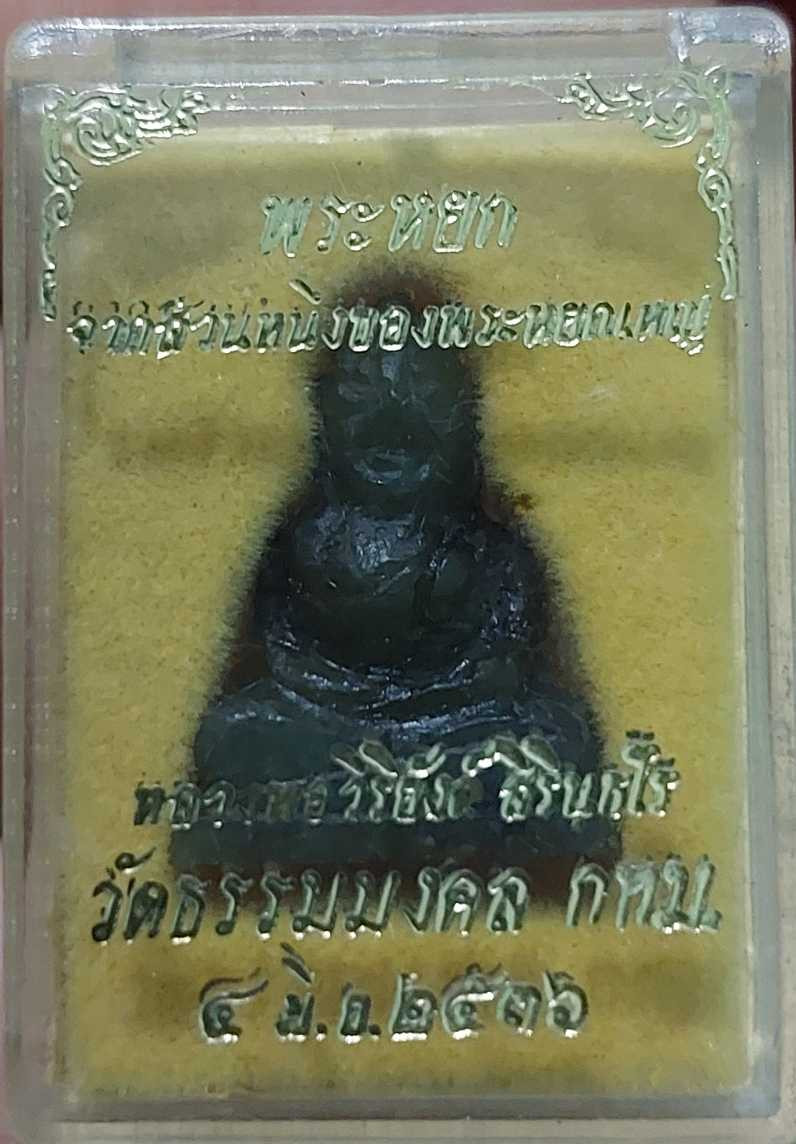 พระหยก
จากส่วนหนึ่งของพระหยกใหญ่
หลวงพ่อวิริยังค์ สิรินฺธโร
วัดธรรมมงคล กทม.
๔ มิ.ย.๒๕๓๖